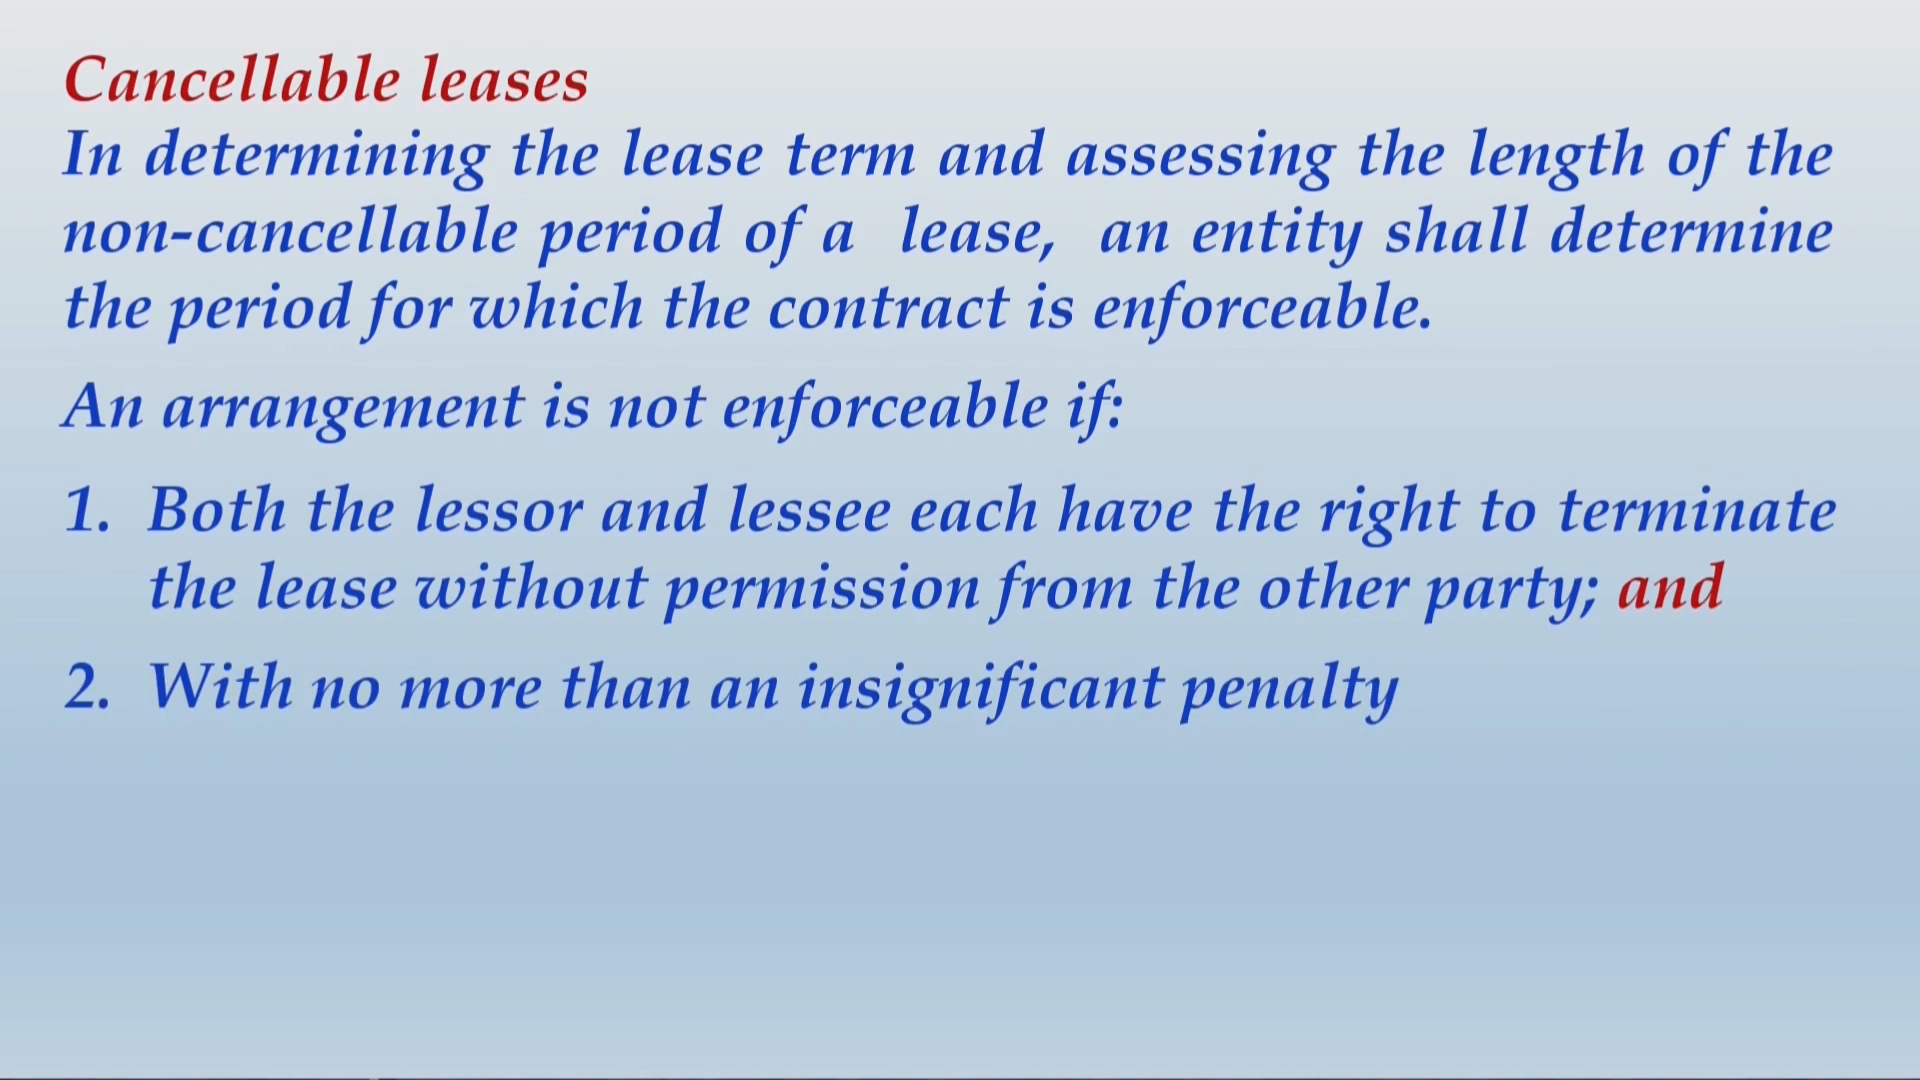 Cancellable leases
In determining the lease term and assessing the length of the
non-cancellable period of a lease, an entity shall determine
the period for which the contract is enforceable.
An arrangement is not enforceable if:
1. Both the lessor and lessee each have the right to terminate
the lease without permission from the other party; and
2. With no more than an insignificant penalty